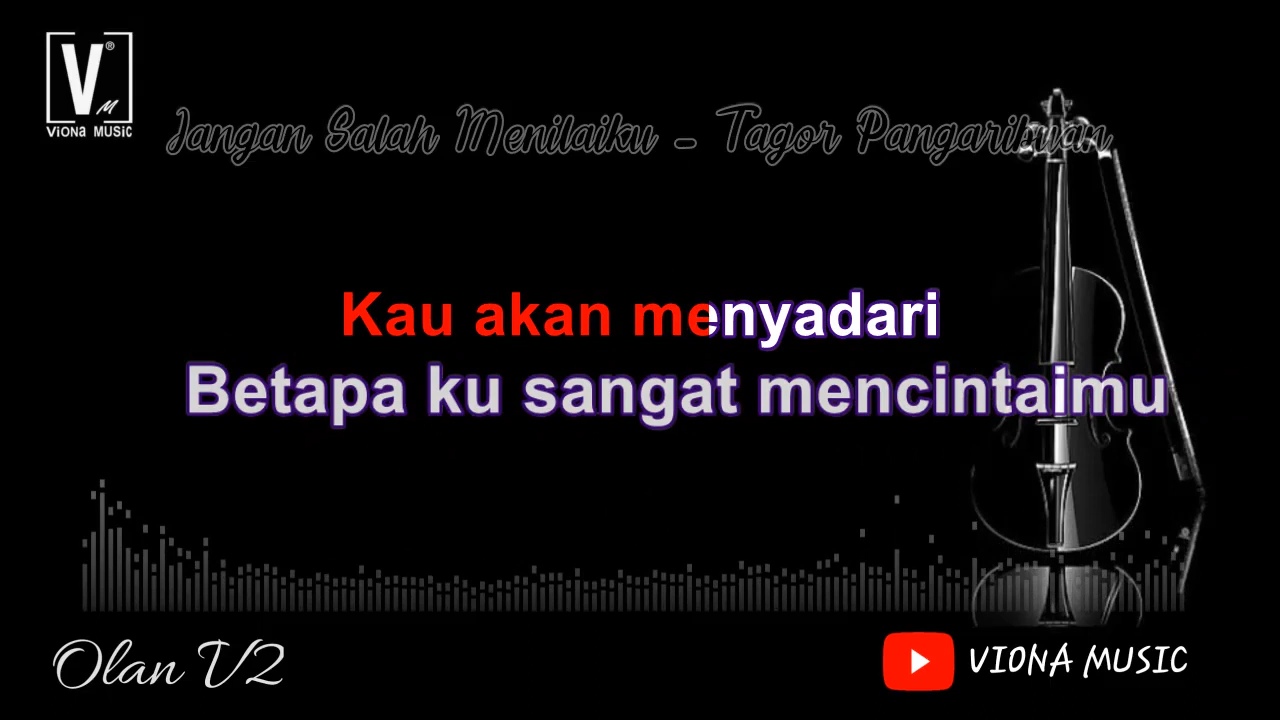 V®
M
ViONa MUSiC
Jangan Salah Menilaiku - Tagor Pangaribuan
Kau akan menyadari
Betapa ku sangat mencintaimu
Olan V2
VIONA MUSIC